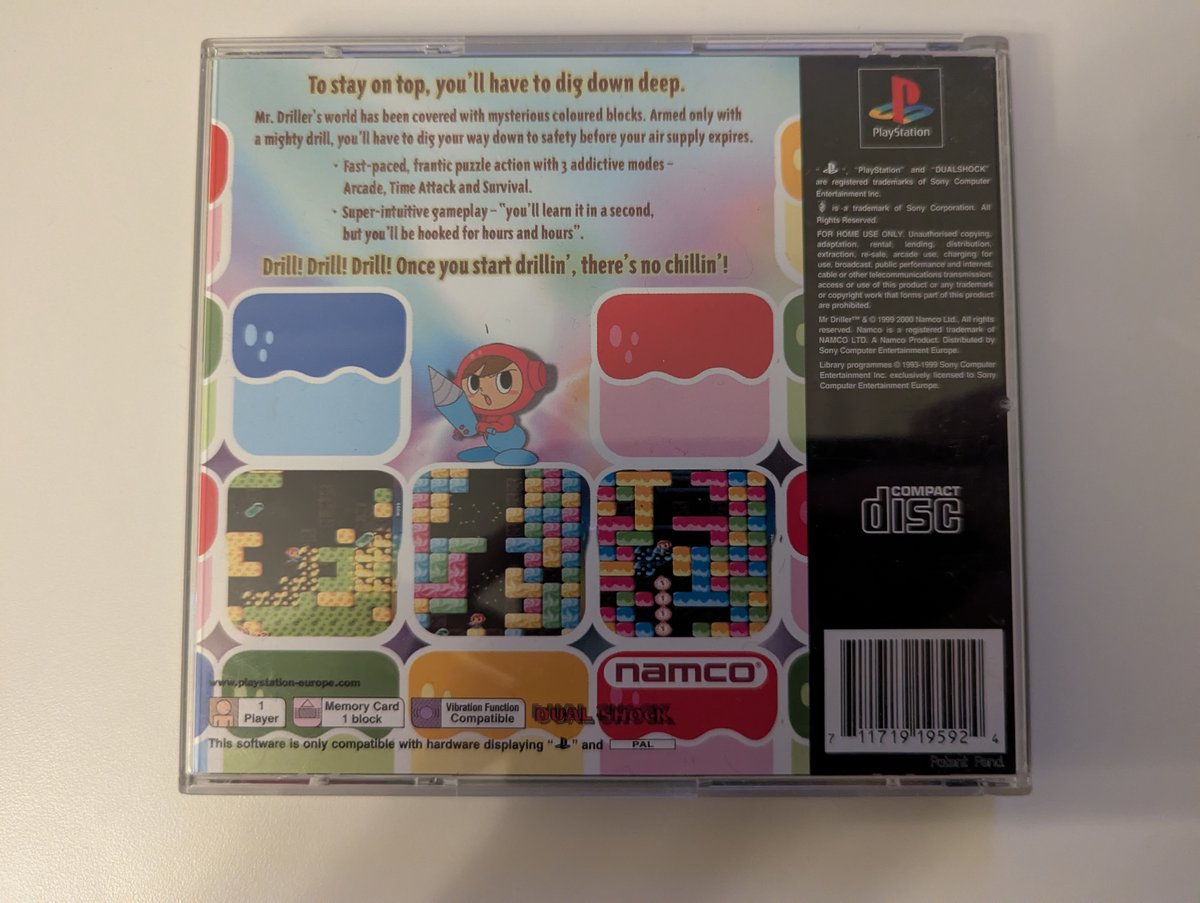 To stay on top, you'll have to dig down deep.
Mr. Driller's world has been covered with mysterious coloured blocks. Armed only with
a mighty drill, you'll have to dig your way down to safety before your air supply expires.
· Fast-paced, frantic puzzle action with 3 addictive modes –
Arcade, Time Attack and Survival.
· Super-intuitive gameplay – "you'll learn it in a second,
but you'll be hooked for hours and hours".
Drill! Drill! Drill! Once you start drillin', there's no chillin'!
namco®
www.playstation-europe.com
1
Player
Memory Card
1 block
Vibration Function
Compatible
DUAL SHOCK
This software is only compatible with hardware displaying " " and PAL
PlayStation
" ", "PlayStation" and "DUALSHOCK"
are registered trademarks of Sony Computer
Entertainment Inc.
is a trademark of Sony Corporation. All
Rights Reserved.
FOR HOME USE ONLY. Unauthorised copying,
adaptation, rental, lending, distribution,
extraction, re-sale, arcade use, charging for
use, broadcast, public performance and internet,
cable or other telecommunications transmission,
access or use of this product or any trademark
or copyright work that forms part of this product
are prohibited.
Mr Driller™ & © 1999 2000 Namco Ltd., All rights
reserved. Namco is a registered trademark of
NAMCO LTD. A Namco Product. Distributed by
Sony Computer Entertainment Europe.
Library programmes © 1993-1999 Sony Computer
Entertainment Inc. exclusively licensed to Sony
Computer Entertainment Europe.
COMPACT
disc
7 11719 19592 4
Patent Pend.